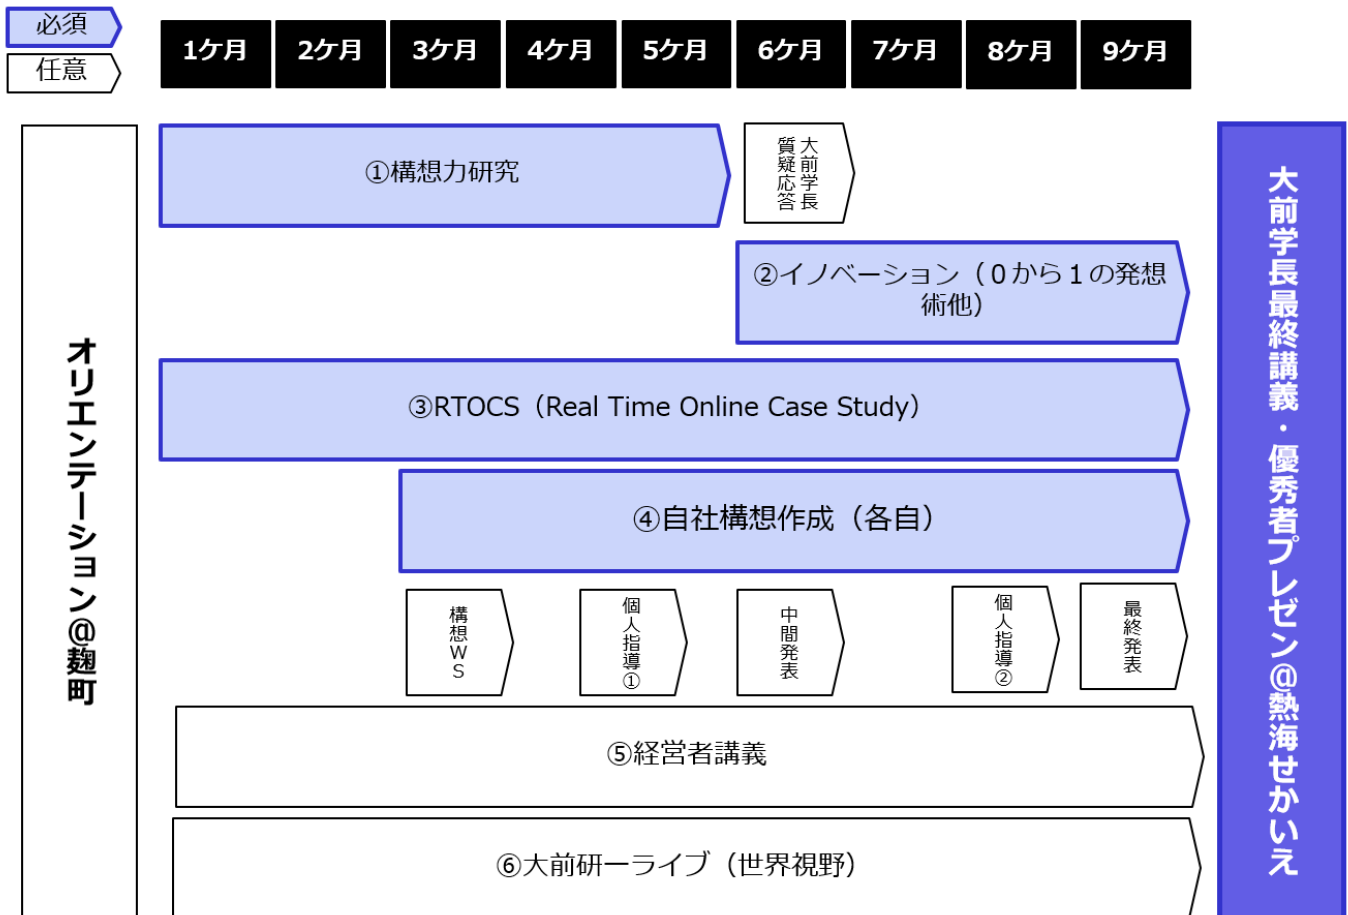 必須
任意
1ケ月
2ケ月
3ケ月
4ケ月
5ケ月
6ケ月
7ケ月
8ケ月
9ケ月
オリエンテーション@麹町
①構想力研究
大前学長
質疑応答
②イノベーション（０から１の発想
術他）
③RTOCS（Real Time Online Case Study）
④自社構想作成（各自）
構想ＷＳ
個人指導①
中間発表
個人指導②
最終発表
⑤経営者講義
⑥大前研一ライブ（世界視野）
大前学長最終講義・優秀者プレゼン@熱海せかいえ